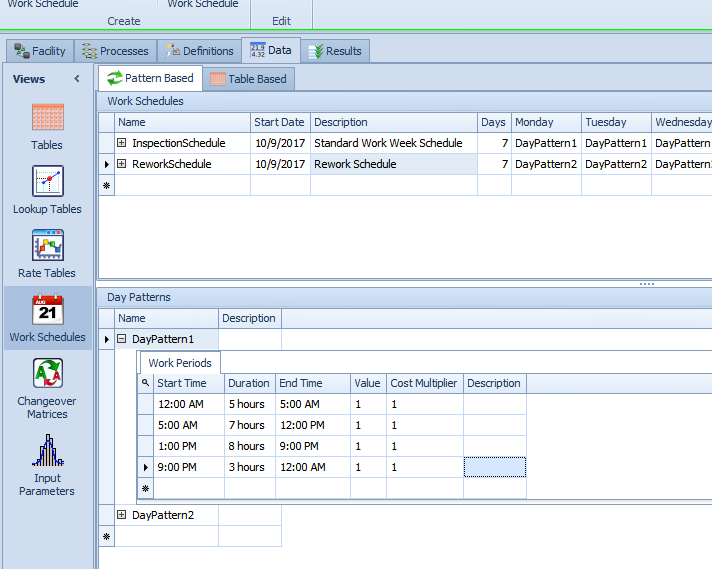 Work Schedule Work Schedule
Create Edit
Facility Processes Definitions 21.9 4.32 Data Results
Views <
Tables
Lookup Tables
Rate Tables
AUG
21
Work Schedules
A A
Changeover
Matrices
Input
Parameters
Pattern Based Table Based
Work Schedules
Name Start Date Description Days Monday Tuesday Wednesday
InspectionSchedule 10/9/2017 Standard Work Week Schedule 7 DayPattern1 DayPattern1 DayPattern
ReworkSchedule 10/9/2017 Rework Schedule 7 DayPattern2 DayPattern2 DayPattern
Day Patterns
Name Description
DayPattern1
Work Periods
Start Time Duration End Time Value Cost Multiplier Description
12:00 AM 5 hours 5:00 AM 1 1
5:00 AM 7 hours 12:00 PM 1 1
1:00 PM 8 hours 9:00 PM 1 1
9:00 PM 3 hours 12:00 AM 1 1
DayPattern2